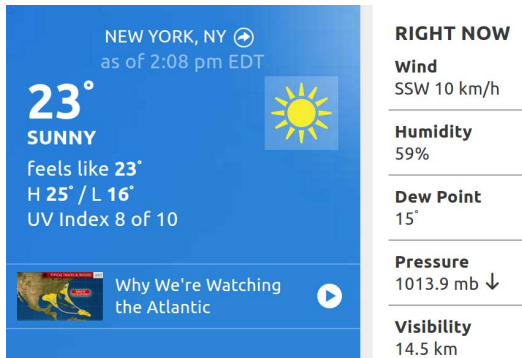 NEW YORK, NY
as of 2:08 pm EDT
23°
SUNNY
feels like 23°
H 25° / L 16°
UV Index 8 of 10
Why We're Watching
the Atlantic
RIGHT NOW
Wind
SSW 10 km/h
Humidity
59%
Dew Point
15°
Pressure
1013.9 mb ↓
Visibility
14.5 km